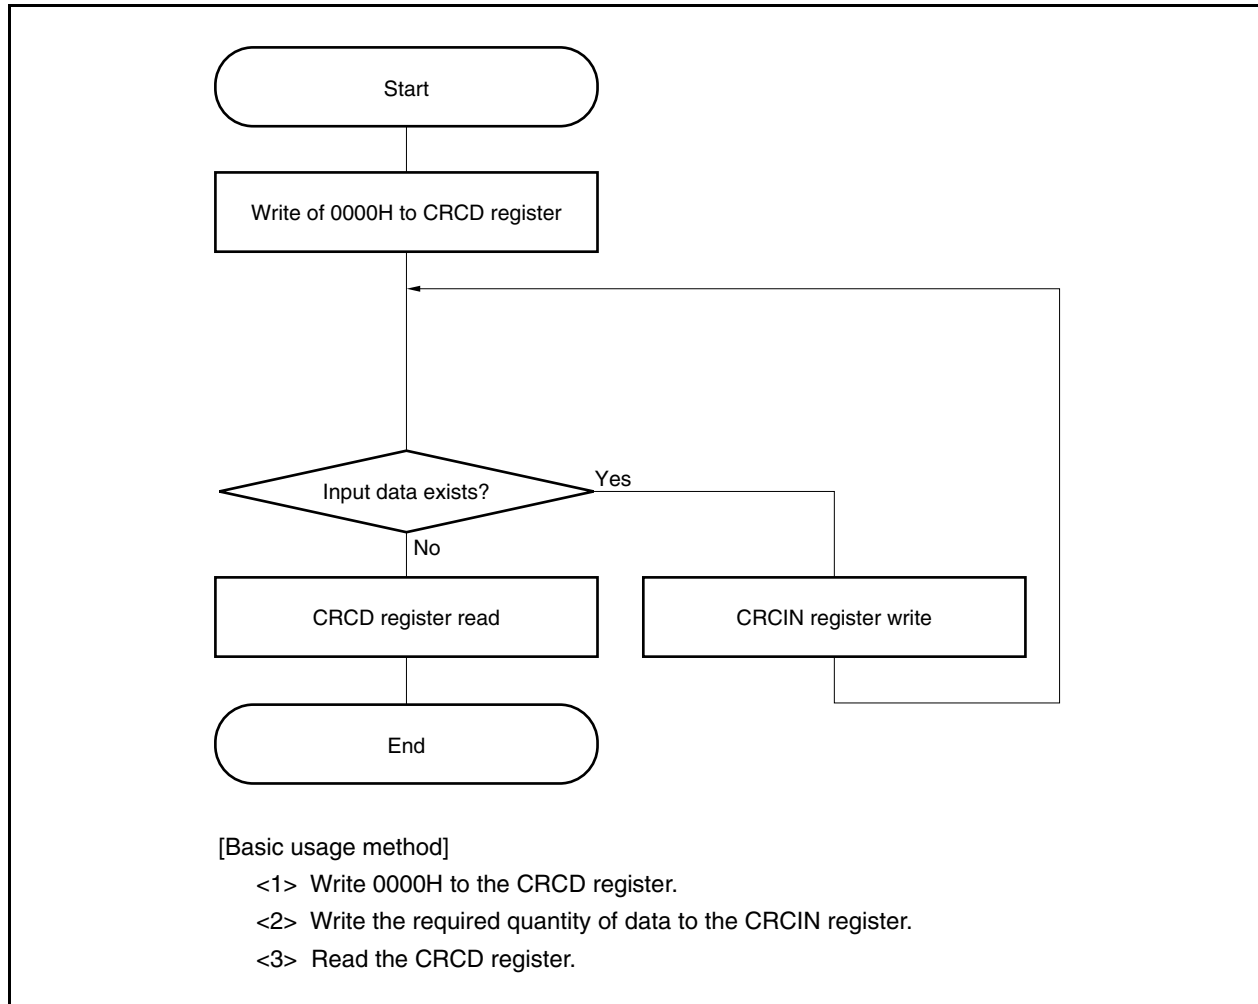 Start
Write of 0000H to CRCD register
Input data exists?
Yes
No
CRCD register read
CRCIN register write
End
[Basic usage method]
<1> Write 0000H to the CRCD register.
<2> Write the required quantity of data to the CRCIN register.
<3> Read the CRCD register.